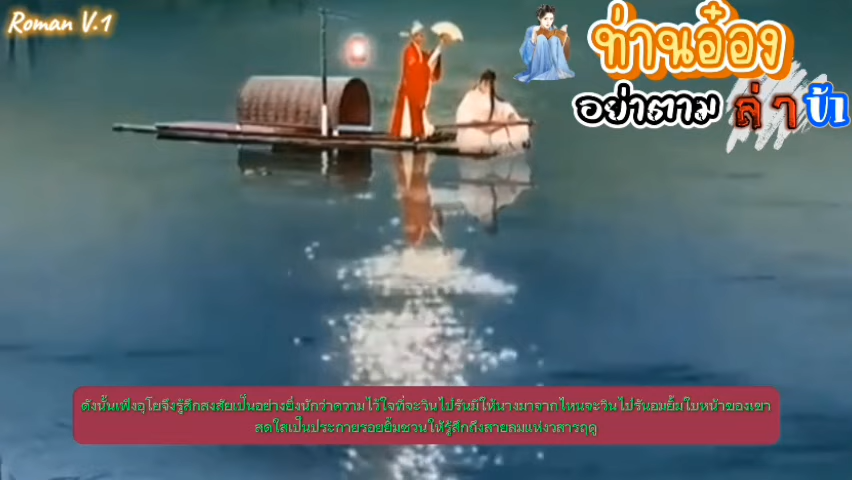 Roman V.1
ท่านอ๋อง
อย่าตาม ล่า ข้า
ดังนั้นเฟิงอุโยจึงรู้สึกสงสัยเป็นอย่างยิ่งนักว่าความไว้ใจที่จะวินไปรันมีให้นางมาจากไหนจะวินไปรันอมยิ้มใบหน้าของเขา
สดใสเป็นประกายรอยยิ้มชวนให้รู้สึกถึงสายลมแห่งวสารฤดู